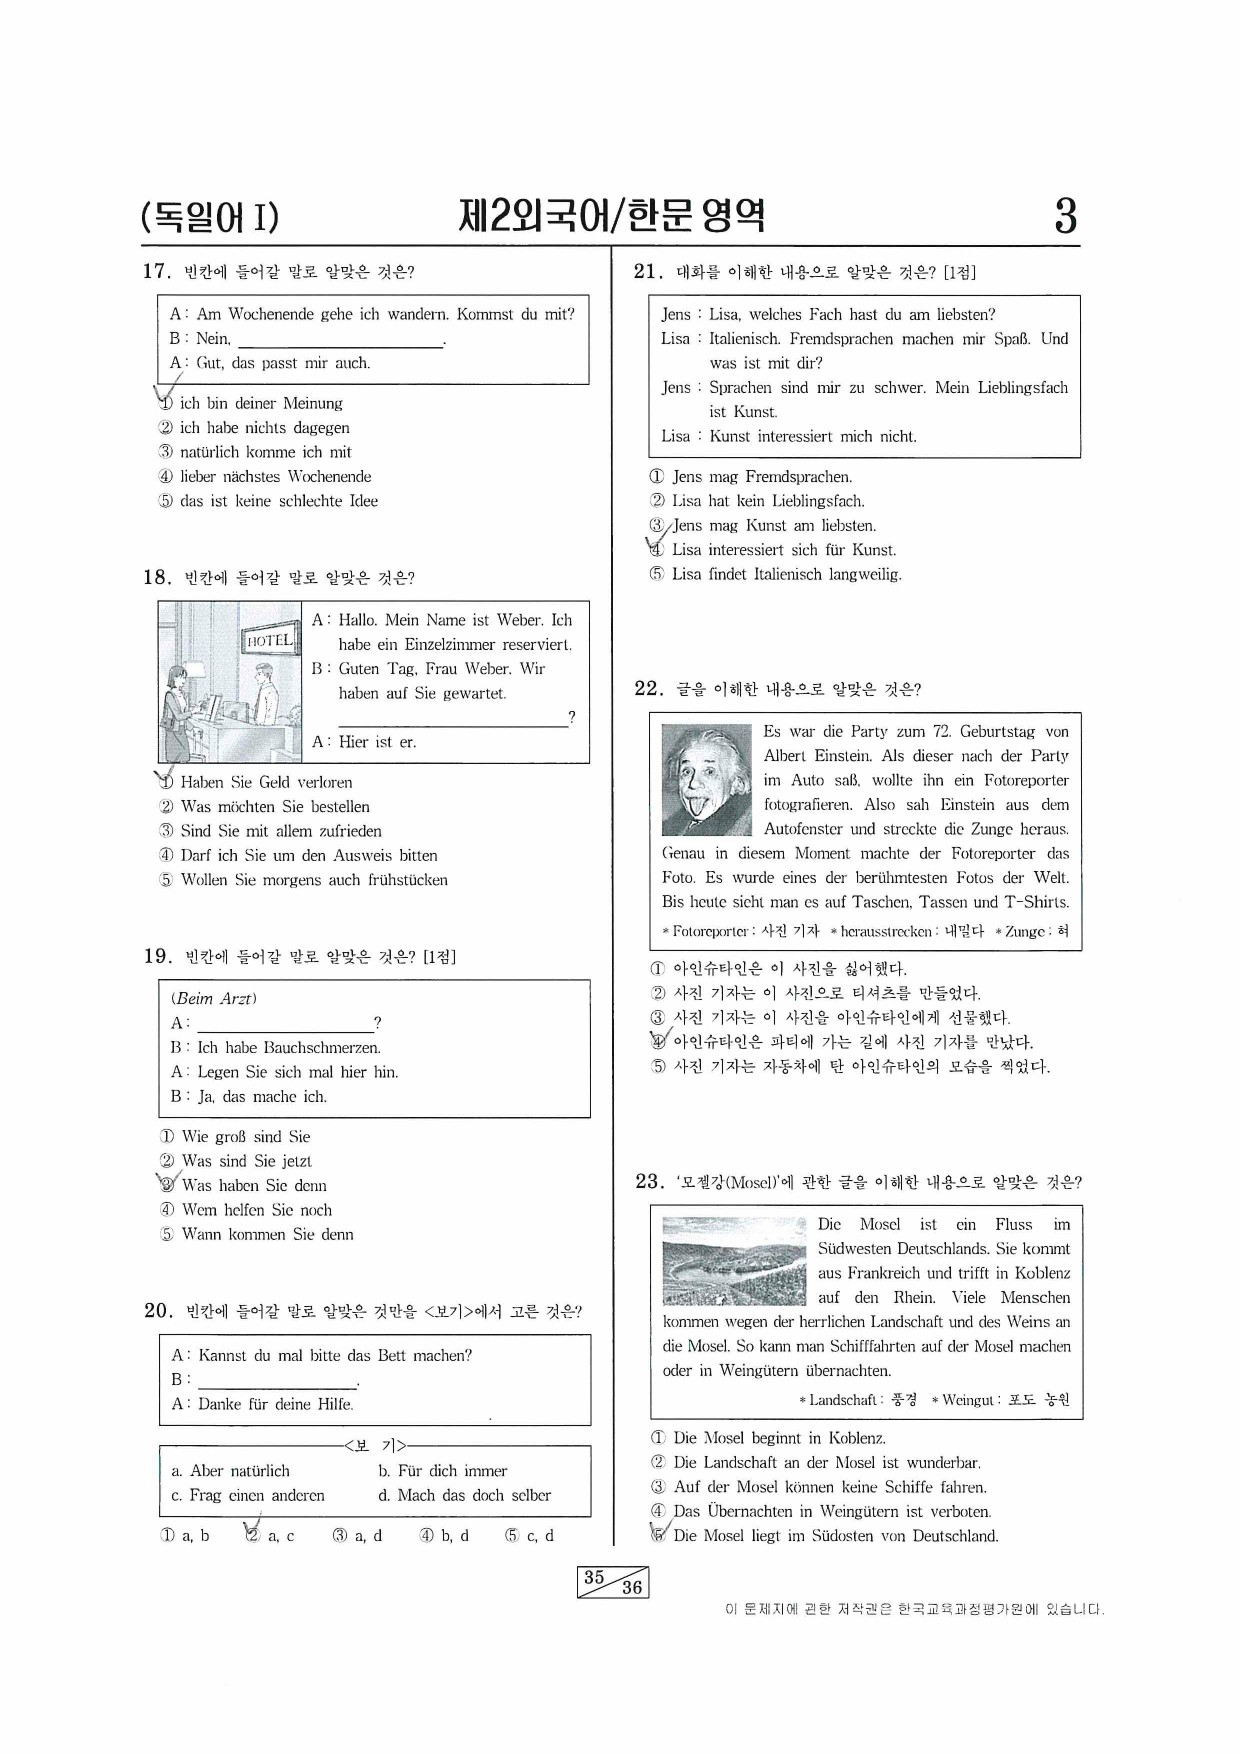 (독일어 I)
제2외국어/한문 영역
3
17. 빈칸에 들어갈 말로 알맞은 것은?
A: Am Wochenende gehe ich wandern. Kommst du mit?
B: Nein, ____________________.
A: Gut, das passt mir auch.
① ich bin deiner Meinung
② ich habe nichts dagegen
③ natürlich komme ich mit
④ lieber nächstes Wochenende
⑤ das ist keine schlechte Idee
18. 빈칸에 들어갈 말로 알맞은 것은?
HOTEL
A: Hallo. Mein Name ist Weber. Ich
habe ein Einzelzimmer reserviert.
B: Guten Tag, Frau Weber. Wir
haben auf Sie gewartet.
____________________?
A: Hier ist er.
① Haben Sie Geld verloren
② Was möchten Sie bestellen
③ Sind Sie mit allem zufrieden
④ Darf ich Sie um den Ausweis bitten
⑤ Wollen Sie morgens auch frühstücken
19. 빈칸에 들어갈 말로 알맞은 것은? [1점]
(Beim Arzt)
A: ____________________?
B: Ich habe Bauchschmerzen.
A: Legen Sie sich mal hier hin.
B: Ja, das mache ich.
① Wie groß sind Sie
② Was sind Sie jetzt
③ Was haben Sie denn
④ Wem helfen Sie noch
⑤ Wann kommen Sie denn
20. 빈칸에 들어갈 말로 알맞은 것만을 <보기>에서 고른 것은?
A: Kannst du mal bitte das Bett machen?
B: ____________________.
A: Danke für deine Hilfe.
<보 기>
a. Aber natürlich b. Für dich immer
c. Frag einen anderen d. Mach das doch selber
① a, b ② a, c ③ a, d ④ b, d ⑤ c, d
21. 대화를 이해한 내용으로 알맞은 것은? [1점]
Jens : Lisa, welches Fach hast du am liebsten?
Lisa : Italienisch. Fremdsprachen machen mir Spaß. Und
was ist mit dir?
Jens : Sprachen sind mir zu schwer. Mein Lieblingsfach
ist Kunst.
Lisa : Kunst interessiert mich nicht.
① Jens mag Fremdsprachen.
② Lisa hat kein Lieblingsfach.
③ Jens mag Kunst am liebsten.
④ Lisa interessiert sich für Kunst.
⑤ Lisa findet Italienisch langweilig.
22. 글을 이해한 내용으로 알맞은 것은?
Es war die Party zum 72. Geburtstag von
Albert Einstein. Als dieser nach der Party
im Auto saß, wollte ihn ein Fotoreporter
fotografieren. Also sah Einstein aus dem
Autofenster und streckte die Zunge heraus.
Genau in diesem Moment machte der Fotoreporter das
Foto. Es wurde eines der berühmtesten Fotos der Welt.
Bis heute sieht man es auf Taschen, Tassen und T-Shirts.
* Fotoreporter : 사진 기자 * herausstrecken : 내밀다 * Zunge : 혀
① 아인슈타인은 이 사진을 싫어했다.
② 사진 기자는 이 사진으로 티셔츠를 만들었다.
③ 사진 기자는 이 사진을 아인슈타인에게 선물했다.
④ 아인슈타인은 파티에 가는 길에 사진 기자를 만났다.
⑤ 사진 기자는 자동차에 탄 아인슈타인의 모습을 찍었다.
23. '모젤강(Mosel)'에 관한 글을 이해한 내용으로 알맞은 것은?
Die Mosel ist ein Fluss im
Südwesten Deutschlands. Sie kommt
aus Frankreich und trifft in Koblenz
auf den Rhein. Viele Menschen
kommen wegen der herrlichen Landschaft und des Weins an
die Mosel. So kann man Schifffahrten auf der Mosel machen
oder in Weingütern übernachten.
* Landschaft : 풍경 * Weingut : 포도 농원
① Die Mosel beginnt in Koblenz.
② Die Landschaft an der Mosel ist wunderbar.
③ Auf der Mosel können keine Schiffe fahren.
④ Das Übernachten in Weingütern ist verboten.
⑤ Die Mosel liegt im Südosten von Deutschland.
35
36
이 문제지에 관한 저작권은 한국교육과정평가원에 있습니다.